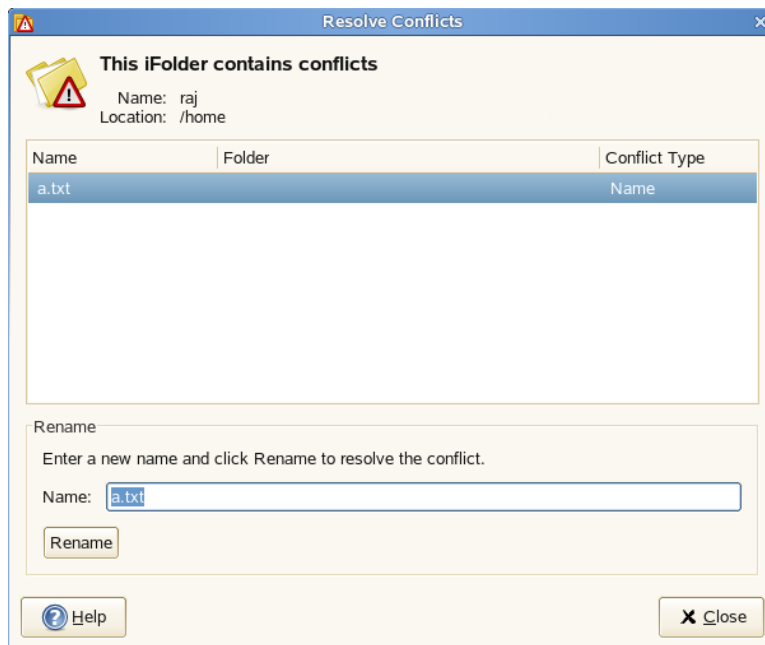 Resolve Conflicts
This iFolder contains conflicts
Name: raj
Location: /home
Name Folder Conflict Type
a.txt Name
Rename
Enter a new name and click Rename to resolve the conflict.
Name: a.txt
Rename
Help Close